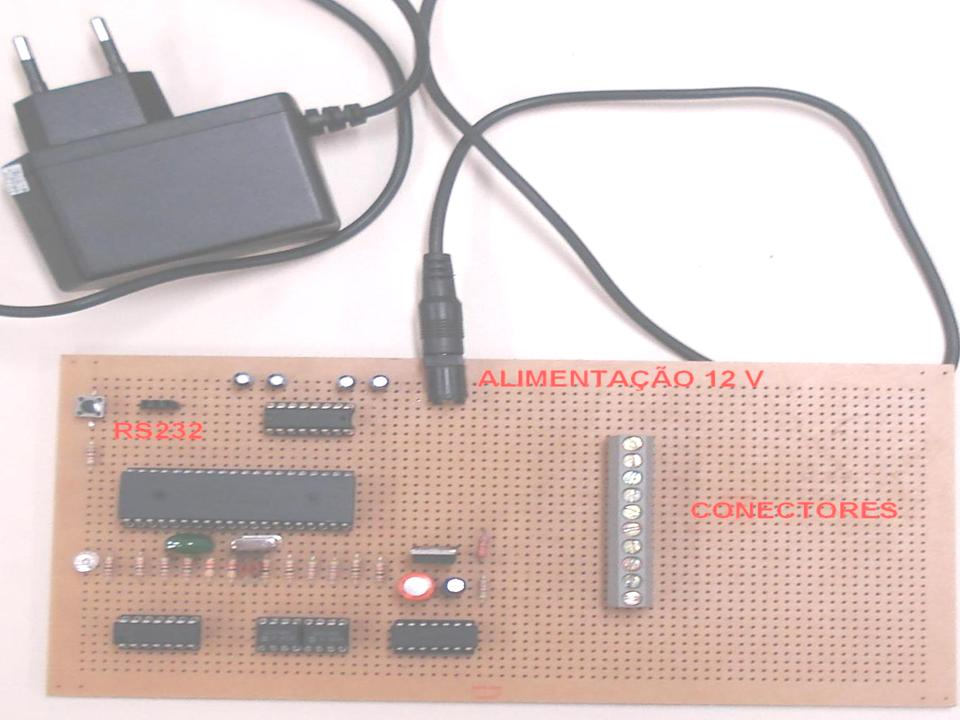 ALIMENTAÇÃO 12 V
RS232
CONECTORES